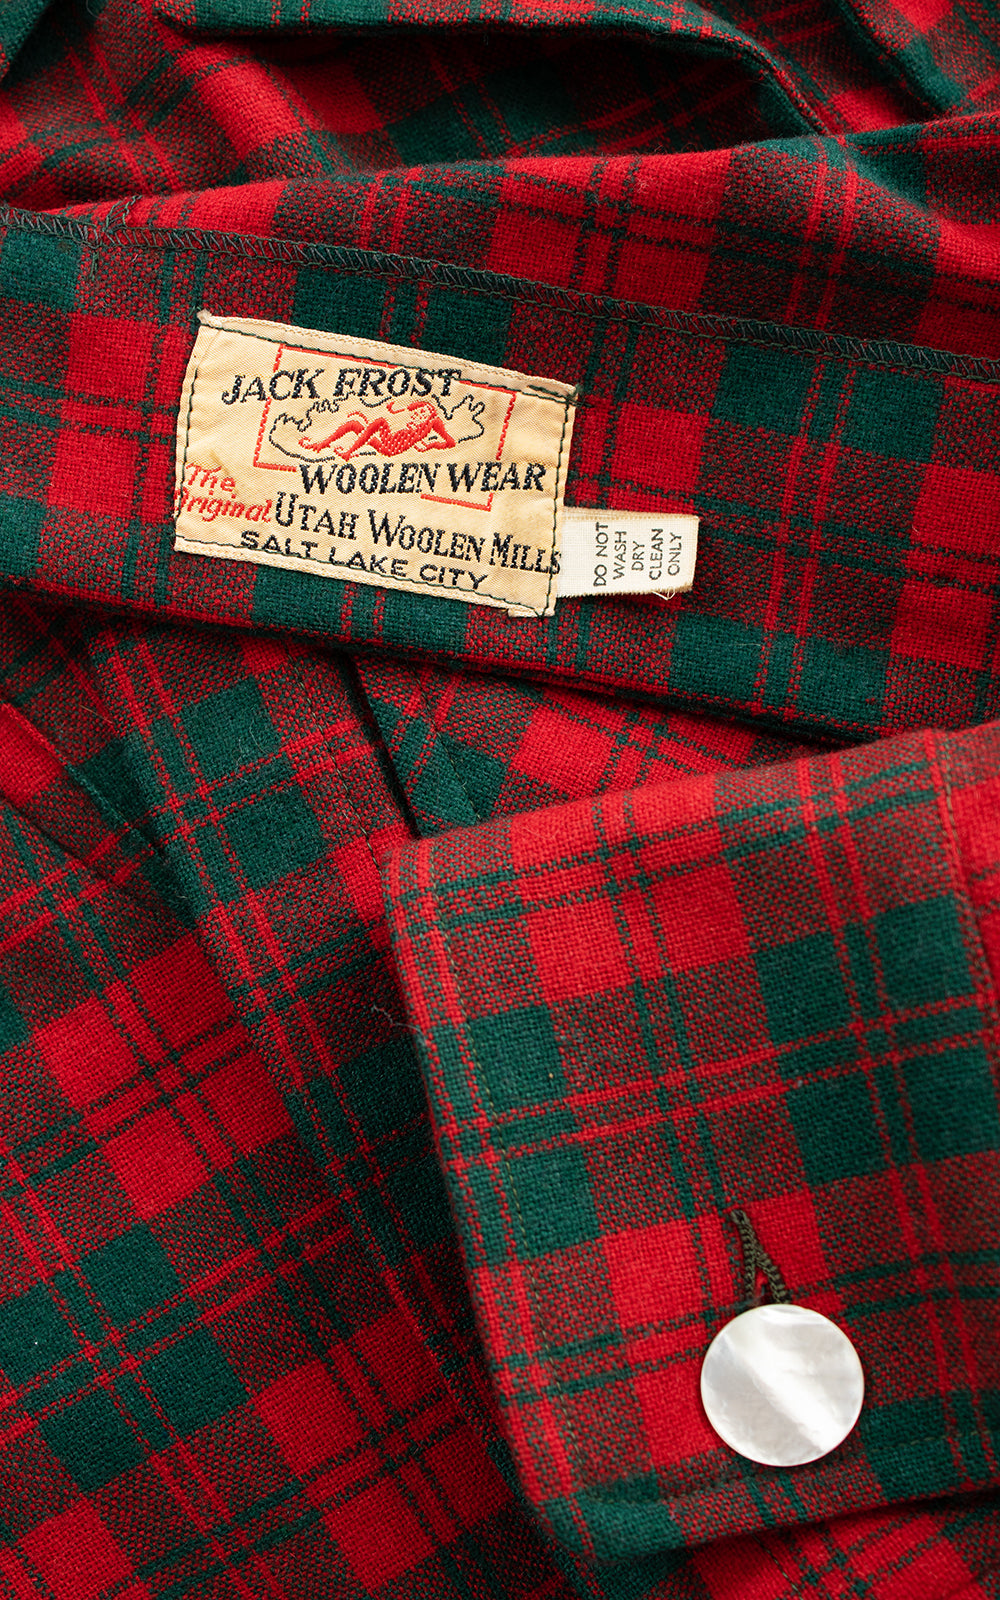 JACK FROST
WOOLEN WEAR
The
Original UTAH WOOLEN MILLS
SALT LAKE CITY
DO NOT
WASH
DRY
CLEAN
ONLY